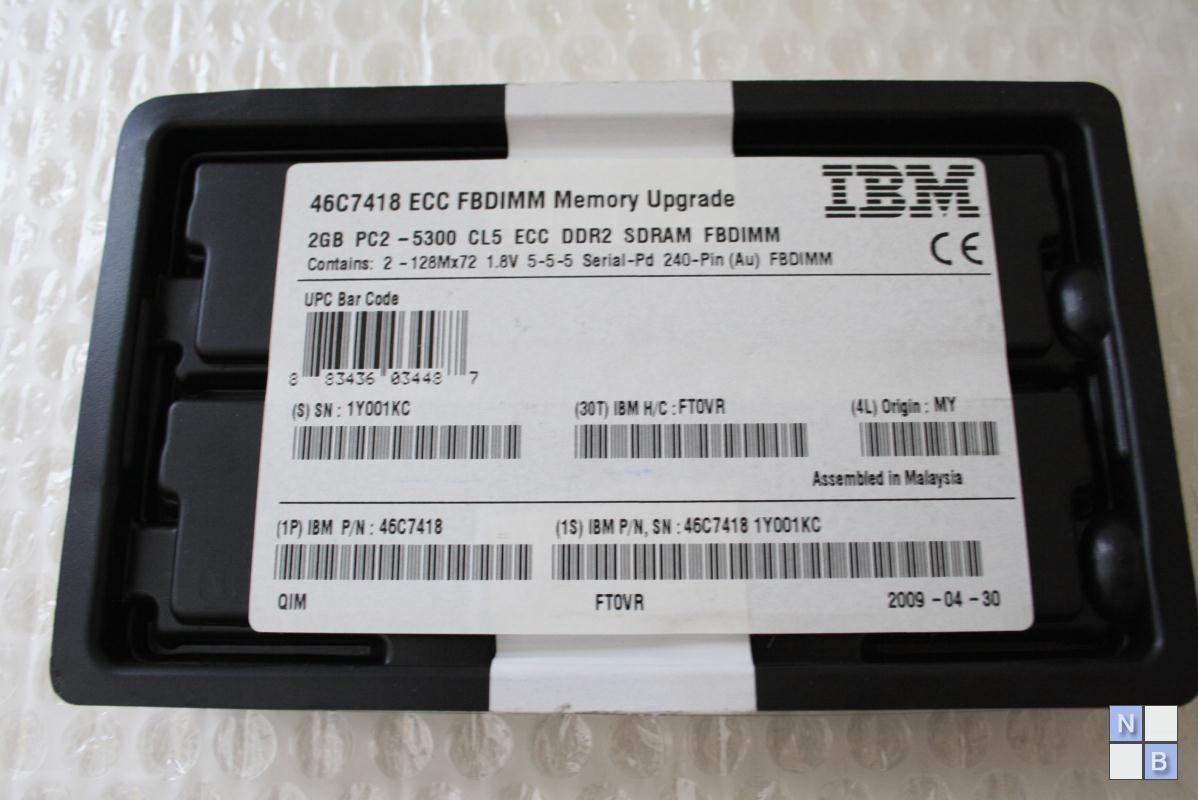 IBM
46C7418 ECC FBDIMM Memory Upgrade
2GB PC2 -5300 CL5 ECC DDR2 SDRAM FBDIMM
CE
Contains: 2 -128Mx72 1.8V 5-5-5 Serial-Pd 240-Pin (Au) FBDIMM
UPC Bar Code
8 83436 03448 7
(S) SN : 1Y001KC (30T) IBM H/C : FT0VR (4L) Origin : MY
Assembled in Malaysia
(1P) IBM P/N : 46C7418 (1S) IBM P/N, SN : 46C7418 1Y001KC
QIM FT0VR 2009 -04 -30
N
B